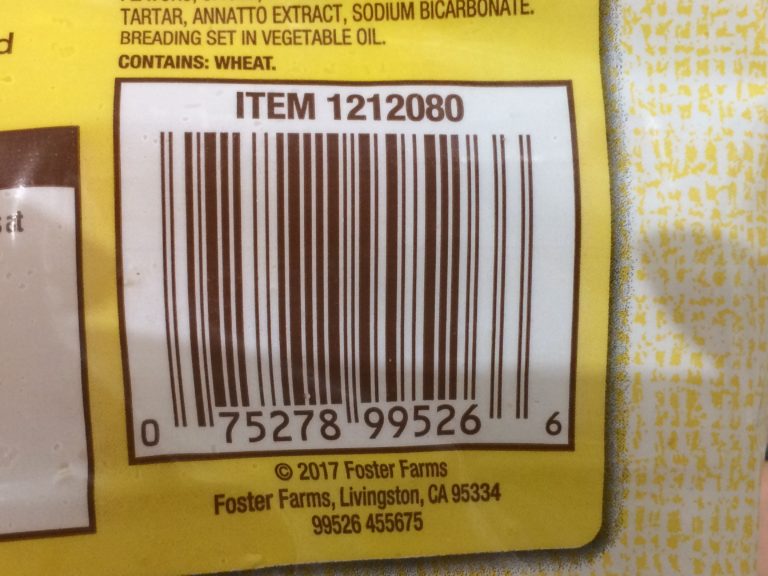 TARTAR, ANNATTO EXTRACT, SODIUM BICARBONATE.
BREADING SET IN VEGETABLE OIL.
CONTAINS: WHEAT.
ITEM 1212080
at
0 75278 99526 6
© 2017 Foster Farms
Foster Farms, Livingston, CA 95334
99526 455675